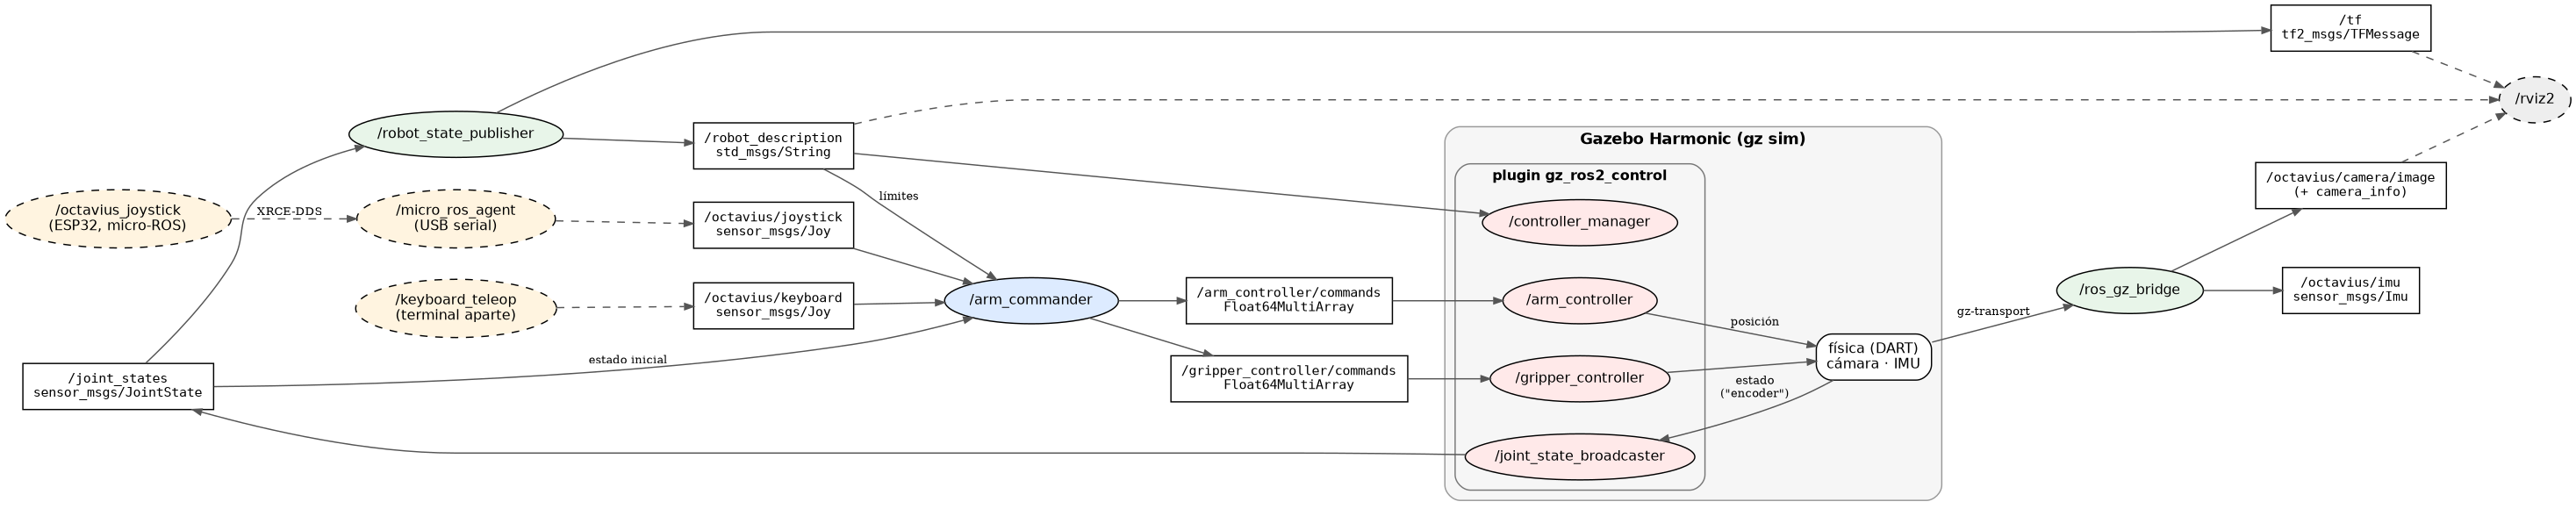 /tf
tf2_msgs/TFMessage
/rviz2
/robot_state_publisher
/robot_description
std_msgs/String
Gazebo Harmonic (gz sim)
plugin gz_ros2_control
/octavius/camera/image
(+ camera_info)
límites
/octavius_joystick
(ESP32, micro-ROS)
XRCE-DDS
/micro_ros_agent
(USB serial)
/octavius/joystick
sensor_msgs/Joy
/controller_manager
/keyboard_teleop
(terminal aparte)
/octavius/keyboard
sensor_msgs/Joy
/arm_commander
/arm_controller/commands
Float64MultiArray
/arm_controller
posición
gz-transport
/ros_gz_bridge
/octavius/imu
sensor_msgs/Imu
/joint_states
sensor_msgs/JointState
estado inicial
/gripper_controller/commands
Float64MultiArray
/gripper_controller
estado
("encoder")
física (DART)
cámara · IMU
/joint_state_broadcaster